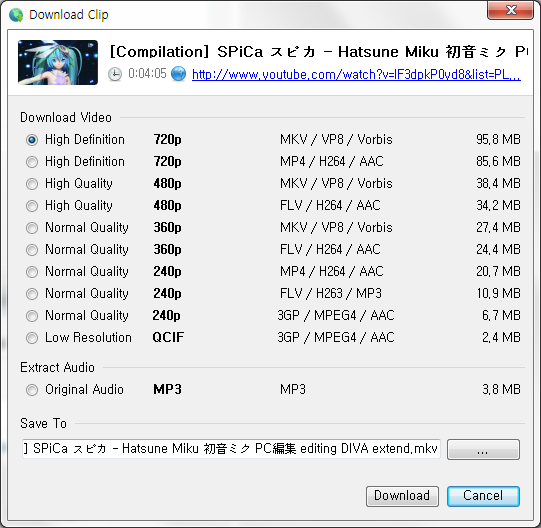 Download Clip
[Compilation] SPiCa スピカ - Hatsune Miku 初音ミク
0:04:05 http://www.youtube.com/watch?v=IF3dpkP0yd8&list=PL...
Download Video
High Definition 720p MKV / VP8 / Vorbis 95,8 MB
High Definition 720p MP4 / H264 / AAC 85,6 MB
High Quality 480p MKV / VP8 / Vorbis 38,4 MB
High Quality 480p FLV / H264 / AAC 34,2 MB
Normal Quality 360p MKV / VP8 / Vorbis 27,4 MB
Normal Quality 360p FLV / H264 / AAC 24,4 MB
Normal Quality 240p MP4 / H264 / AAC 20,7 MB
Normal Quality 240p FLV / H263 / MP3 10,9 MB
Normal Quality 240p 3GP / MPEG4 / AAC 6,7 MB
Low Resolution QCIF 3GP / MPEG4 / AAC 2,4 MB
Extract Audio
Original Audio MP3 MP3 3,8 MB
Save To
] SPiCa スピカ - Hatsune Miku 初音ミク PC編集 editing DIVA extend,mkv ...
Download Cancel